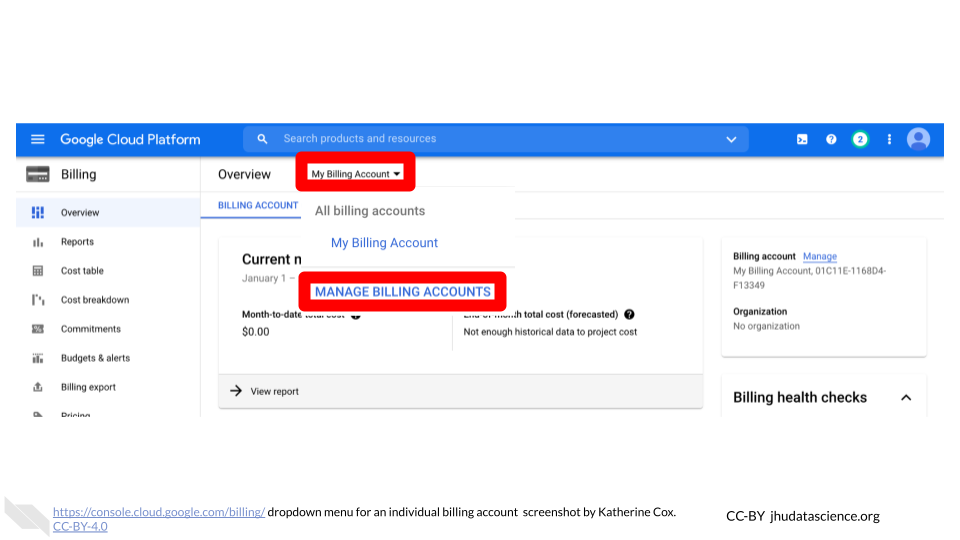 Google Cloud Platform
Search products and resources
2
Billing
Overview
My Billing Account
Overview
BILLING ACCOUNT
All billing accounts
My Billing Account
MANAGE BILLING ACCOUNTS
Reports
Cost table
Cost breakdown
Commitments
Budgets & alerts
Billing export
Pricing
Current
January 1 –
Month-to-date total cost
$0.00
End of month total cost (forecasted)
Not enough historical data to project cost
View report
Billing account Manage
My Billing Account, 01C11E-1168D4-
F13349
Organization
No organization
Billing health checks
https://console.cloud.google.com/billing/ dropdown menu for an individual billing account screenshot by Katherine Cox.
CC-BY-4.0
CC-BY jhudatascience.org